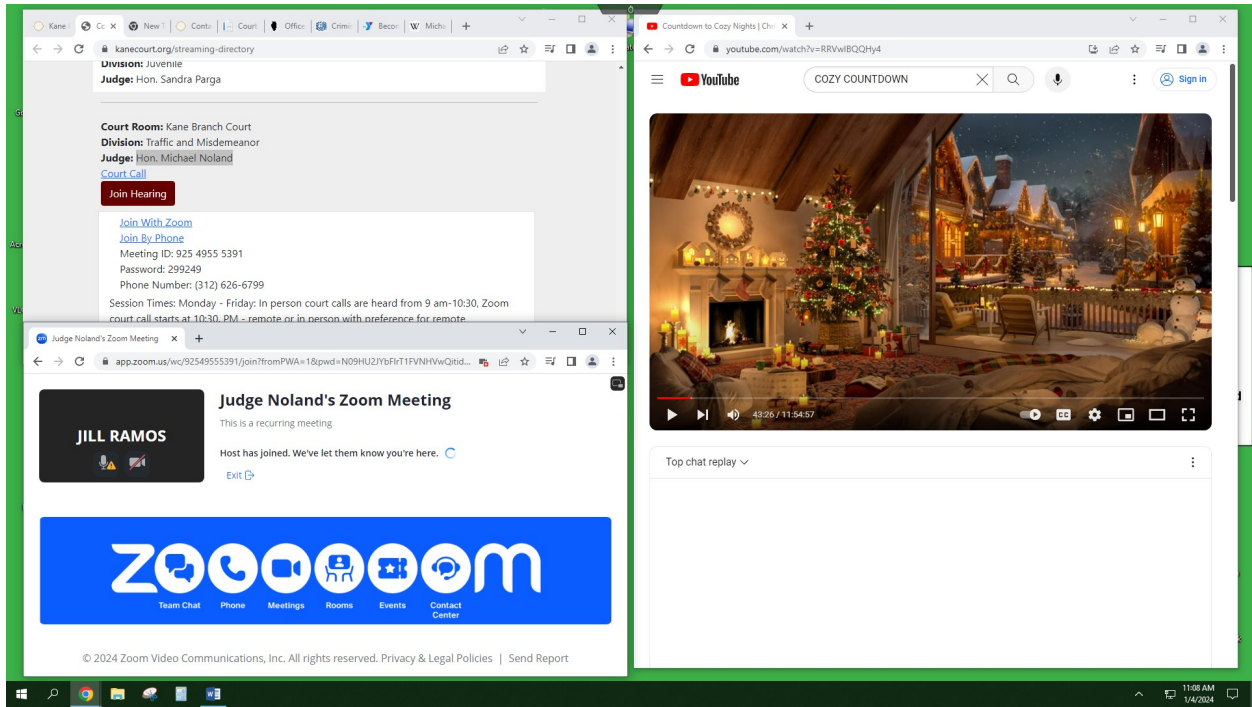 Kane
Cc
New T
Conta
Court
Office
Crimi
Becor
Micha
kanecourt.org/streaming-directory
Division: Juvenile
Judge: Hon. Sandra Parga
Court Room: Kane Branch Court
Division: Traffic and Misdemeanor
Judge: Hon. Michael Noland
Court Call
Join Hearing
Join With Zoom
Join By Phone
Meeting ID: 925 4955 5391
Password: 299249
Phone Number: (312) 626-6799
Session Times: Monday - Friday: In person court calls are heard from 9 am-10:30, Zoom
court call starts at 10:30, PM - remote or in person with preference for remote
Judge Noland's Zoom Meeting
app.zoom.us/wc/92549555391/join?fromPWA=1&pwd=N09HU2JYbFlrT1FVNHVwQitid...
JILL RAMOS
Judge Noland's Zoom Meeting
This is a recurring meeting
Host has joined. We've let them know you're here.
Exit
zoooom
Team Chat
Phone
Meetings
Rooms
Events
Contact
Center
© 2024 Zoom Video Communications, Inc. All rights reserved. Privacy & Legal Policies | Send Report
Countdown to Cozy Nights | Chri
youtube.com/watch?v=RRVwlBQQHy4
YouTube
COZY COUNTDOWN
Sign in
43:26 / 11:54:57
CC
Top chat replay
11:08 AM
1/4/2024